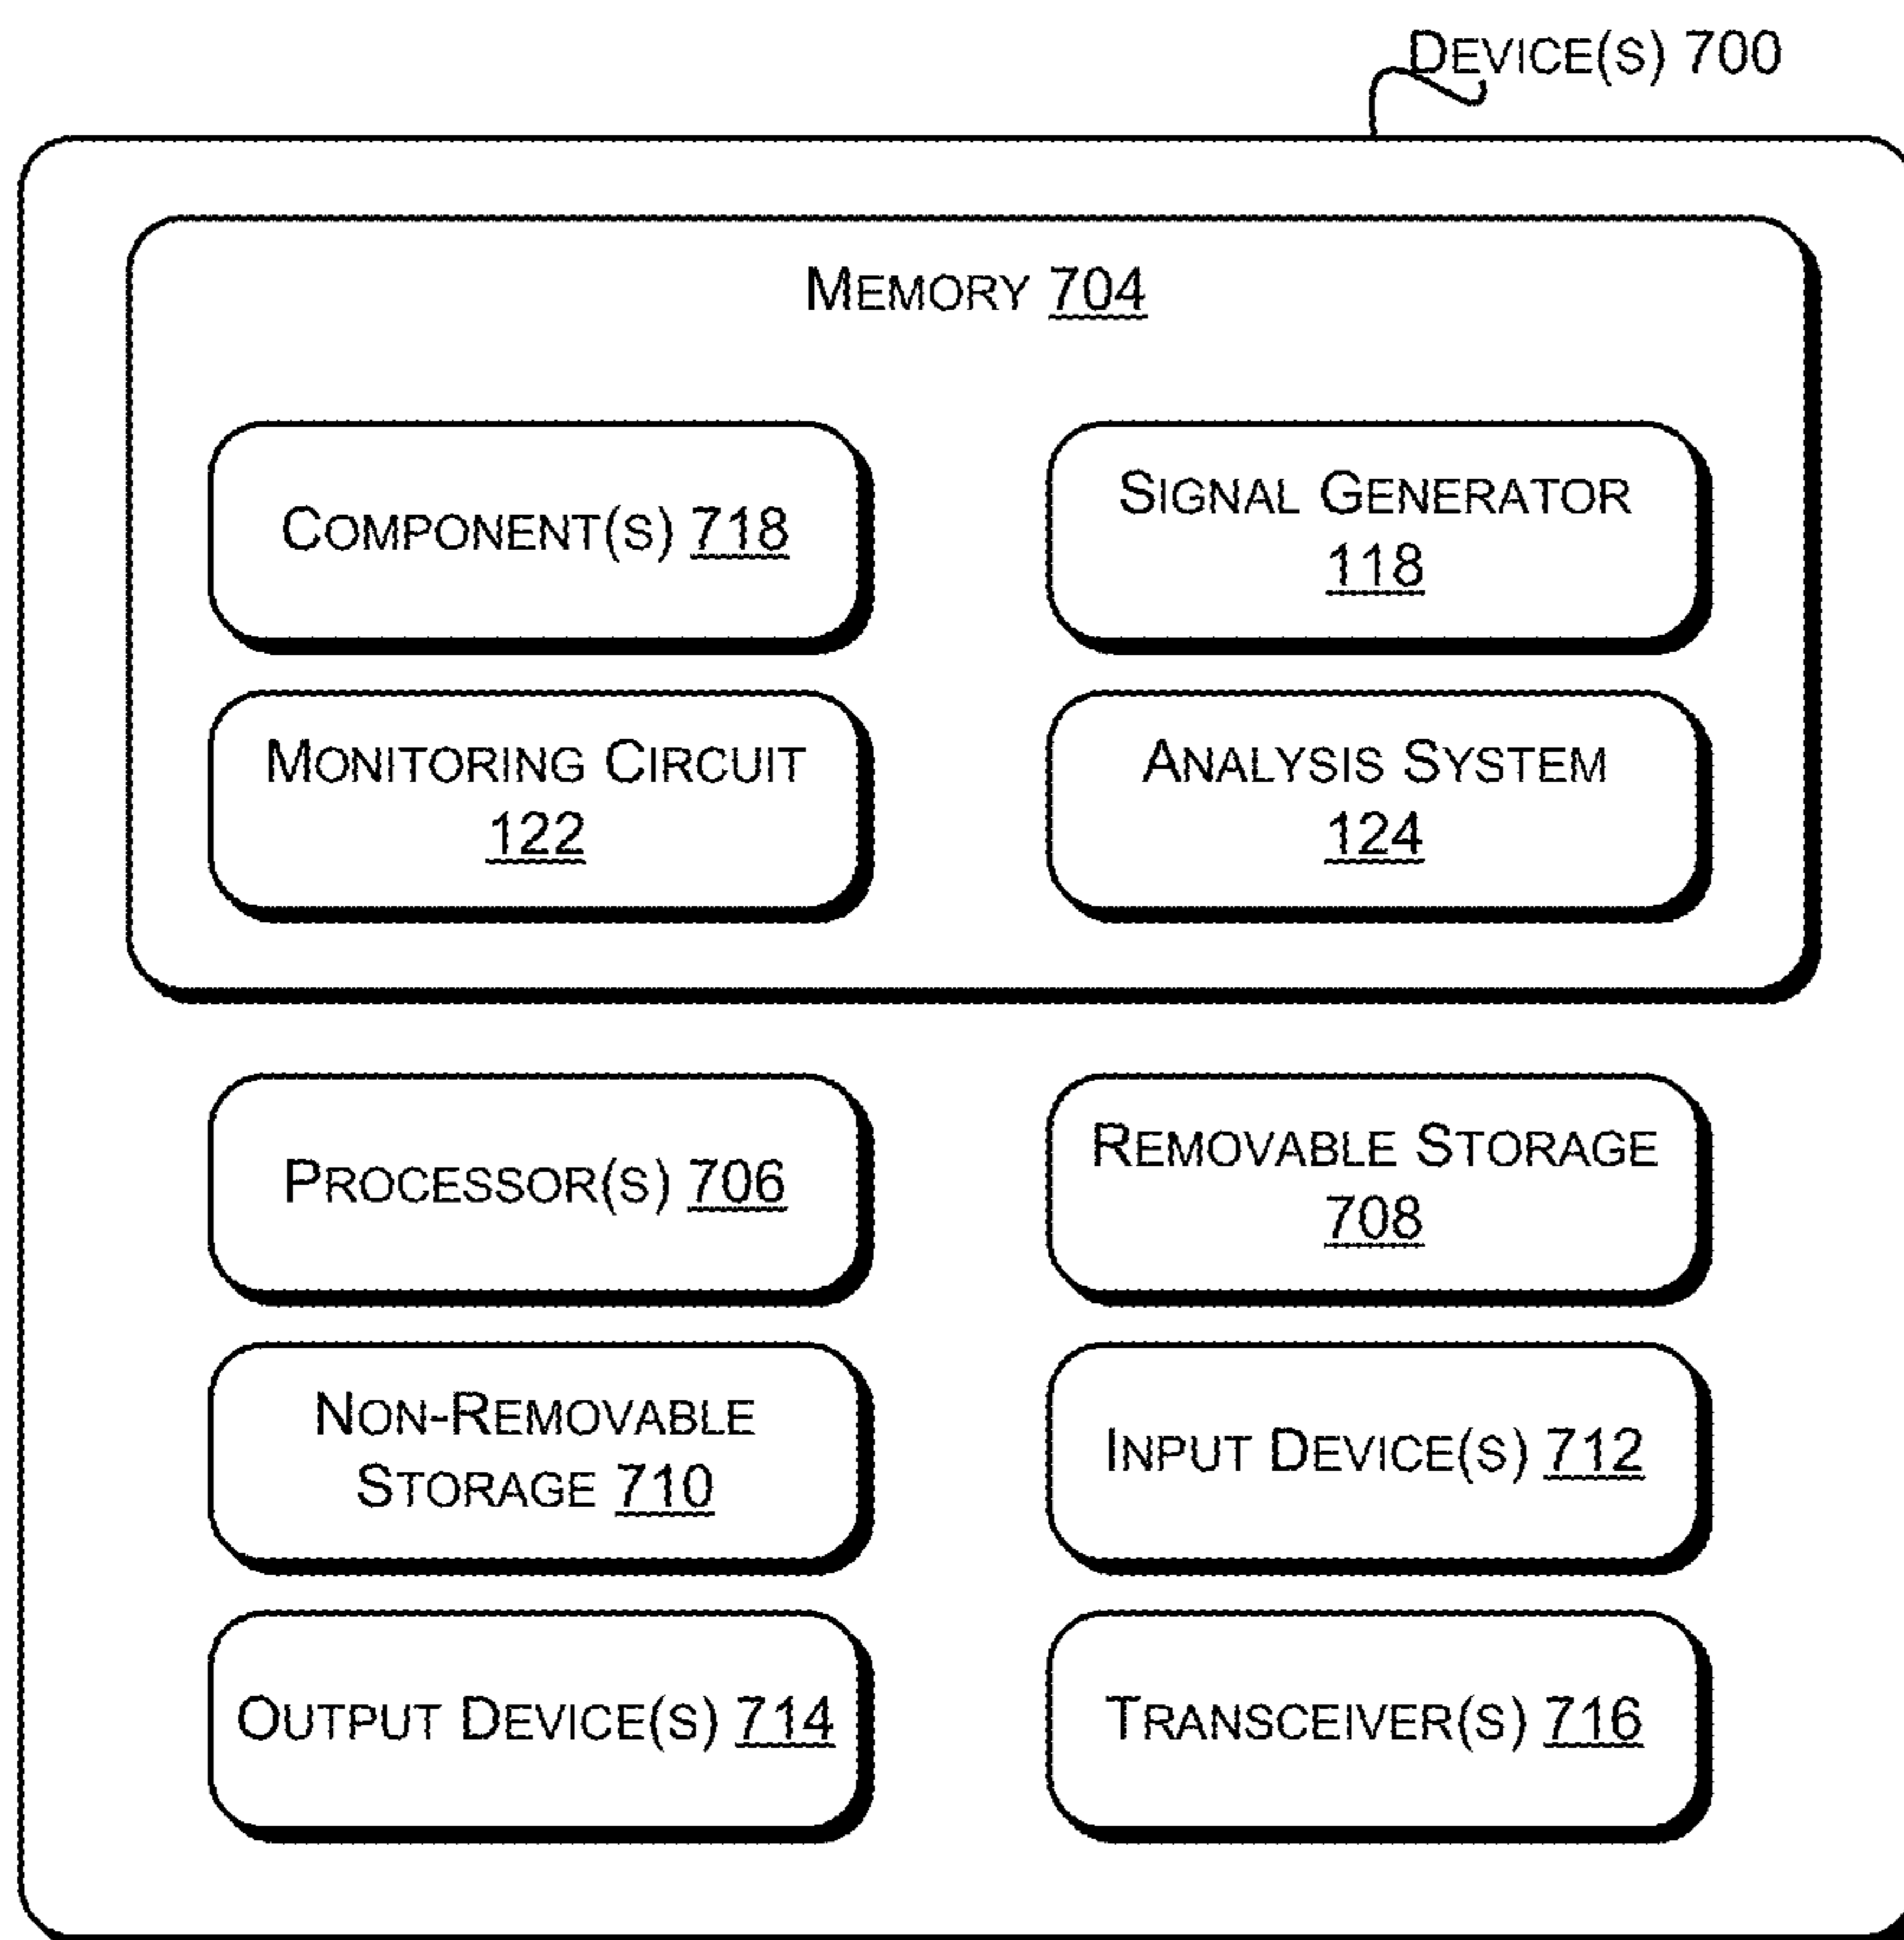 DEVICE(S) 700
MEMORY 704
COMPONENT(S) 718
SIGNAL GENERATOR
118
MONITORING CIRCUIT
122
ANALYSIS SYSTEM
124
PROCESSOR(S) 706
REMOVABLE STORAGE
708
NON-REMOVABLE
STORAGE 710
INPUT DEVICE(S) 712
OUTPUT DEVICE(S) 714
TRANSCEIVER(S) 716